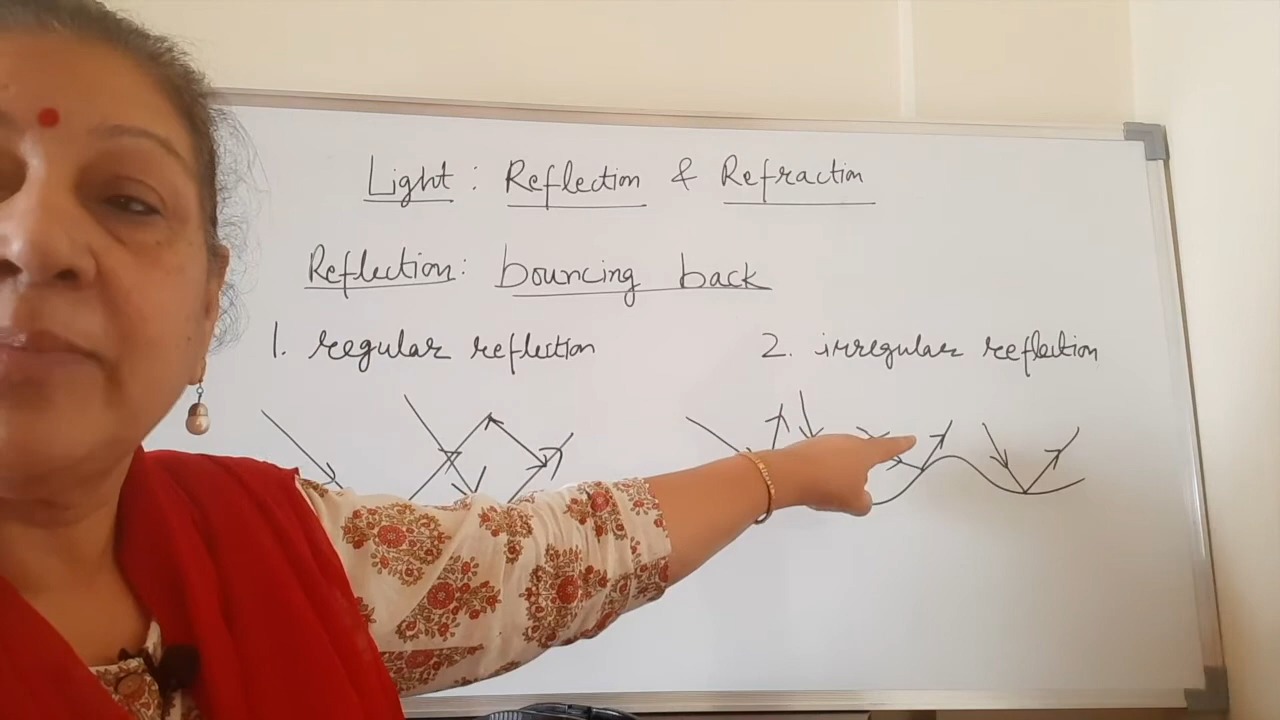 Light: Reflection & Refraction
Reflection: bouncing back
1. regular reflection
2. irregular reflection